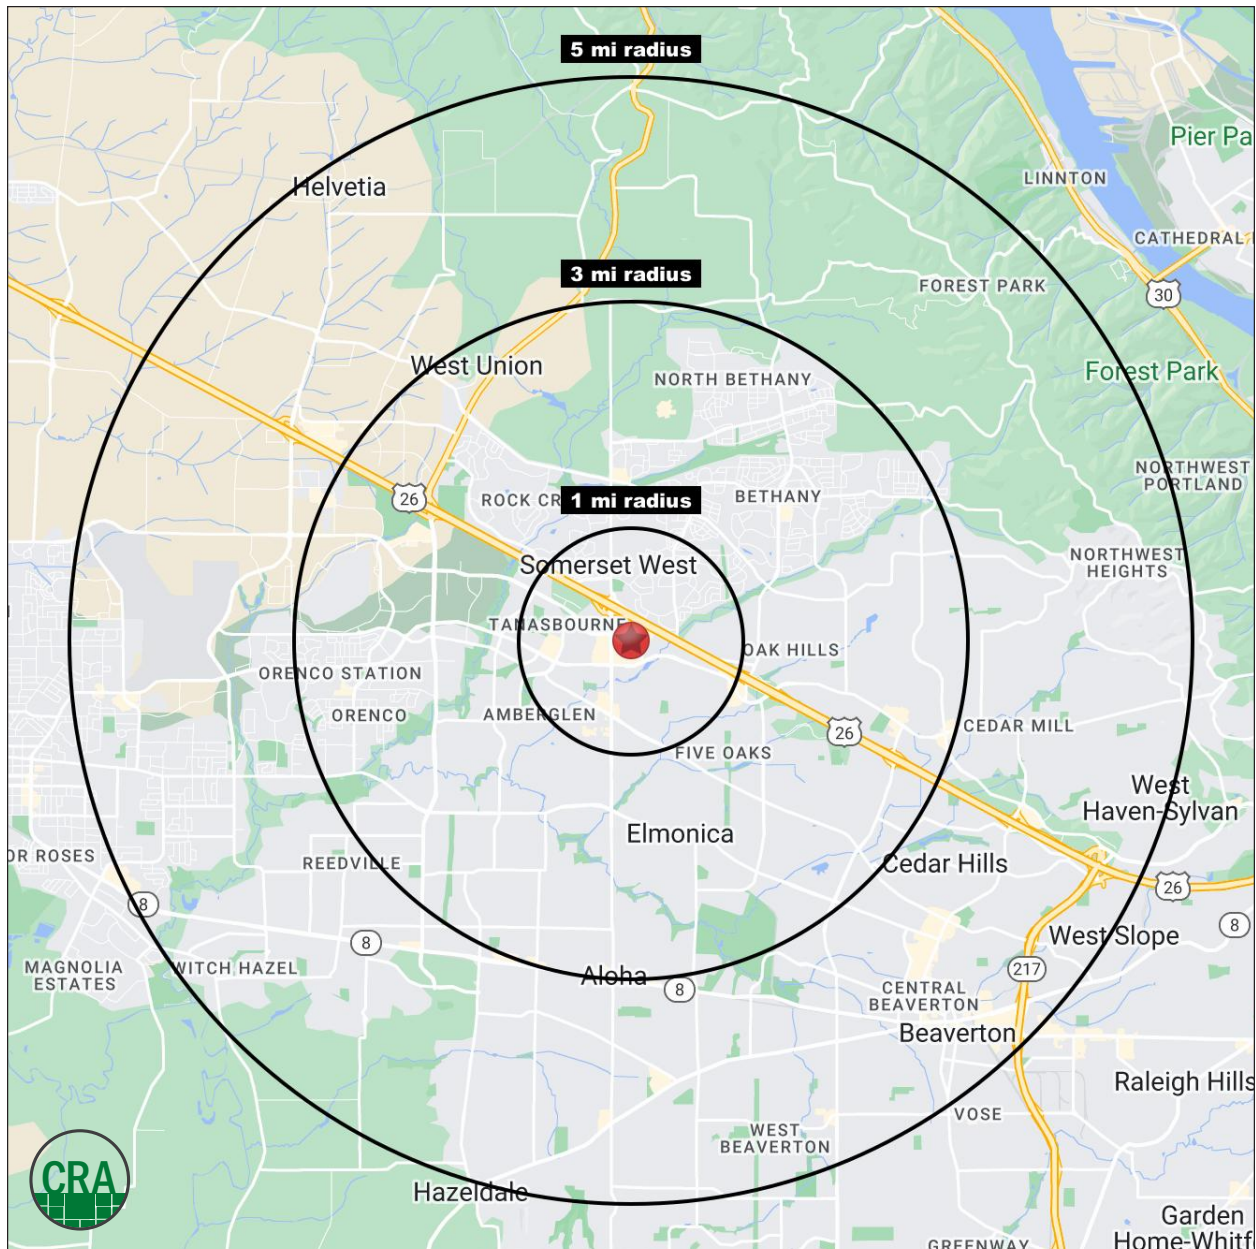 5 mi radius
Pier Pa
LINNTON
Helvetia
CATHEDRAL
3 mi radius
FOREST PARK
30
West Union
NORTH BETHANY
Forest Park
NORTHWEST
PORTLAND
26
ROCK CR
1 mi radius
BETHANY
Somerset West
NORTHWEST
HEIGHTS
TANASBOURNE
OAK HILLS
ORENCO STATION
ORENCO
AMBERGLEN
26
CEDAR MILL
FIVE OAKS
West
Haven-Sylvan
Elmonica
OR ROSES
REEDVILLE
Cedar Hills
26
8
8
8
West Slope
MAGNOLIA
ESTATES
WITCH HAZEL
217
Aloha
8
CENTRAL
BEAVERTON
Beaverton
Raleigh Hills
VOSE
WEST
BEAVERTON
CRA
Hazeldale
Garden
Home-Whitf
GREENWAY